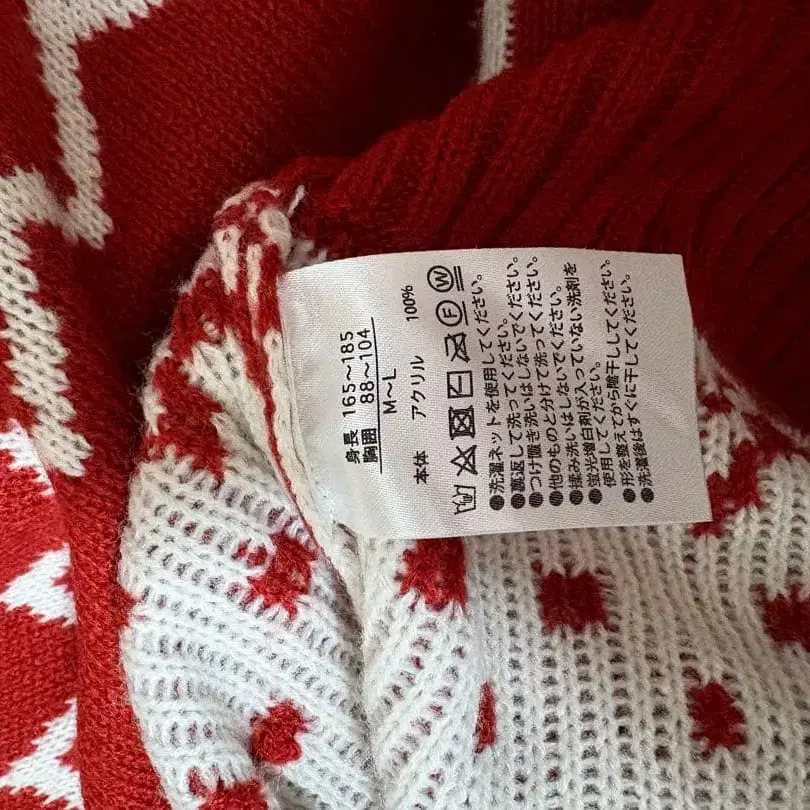 身長 165～185
胸囲 88～104
M～L
本体 アクリル 100%
●洗濯ネットを使用してください。
●裏返して洗ってください。
●つけ置き洗いはしないでください。
●他のものと分けて洗ってください。
●揉み洗いはしないでください。
●蛍光増白剤が入っていない洗剤を
使用してください。
●形を整えてから陰干ししてください。
●洗濯後はすぐに干してください。